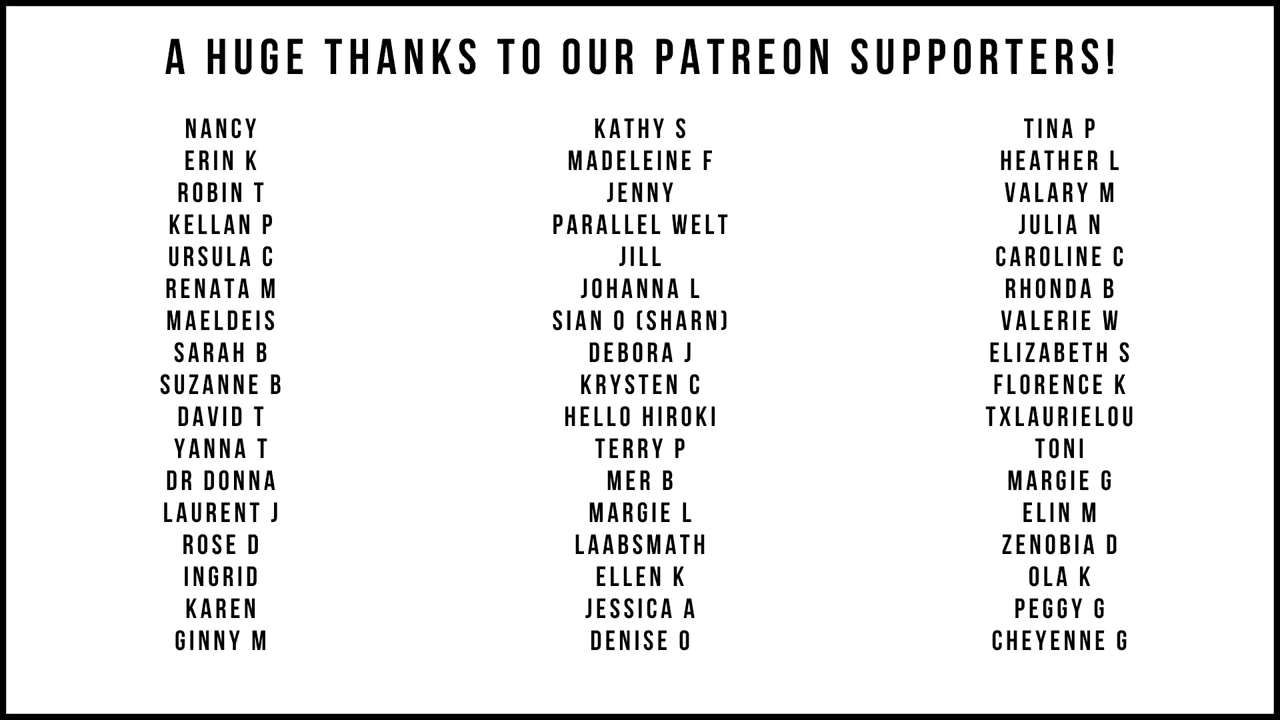 A HUGE THANKS TO OUR PATREON SUPPORTERS!
NANCY
ERIN K
ROBIN T
KELLAN P
URSULA C
RENATA M
MAELDEIS
SARAH B
SUZANNE B
DAVID T
YANNA T
DR DONNA
LAURENT J
ROSE D
INGRID
KAREN
GINNY M
KATHY S
MADELEINE F
JENNY
PARALLEL WELT
JILL
JOHANNA L
SIAN O (SHARN)
DEBORA J
KRYSTEN C
HELLO HIROKI
TERRY P
MER B
MARGIE L
LAABSMATH
ELLEN K
JESSICA A
DENISE O
TINA P
HEATHER L
VALARY M
JULIA N
CAROLINE C
RHONDA B
VALERIE W
ELIZABETH S
FLORENCE K
TXLAURIELOU
TONI
MARGIE G
ELIN M
ZENOBIA D
OLA K
PEGGY G
CHEYENNE G